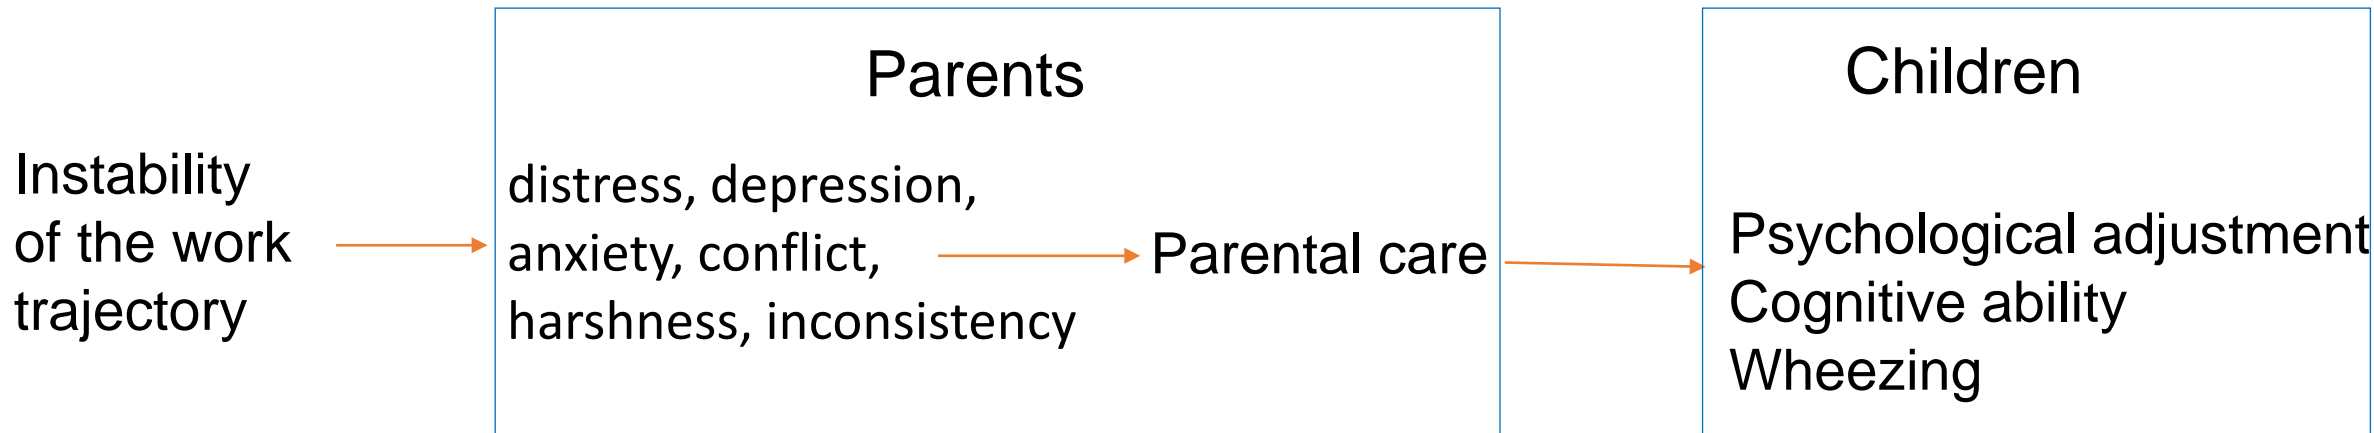 Instability
of the work
trajectory
Parents
distress, depression,
anxiety, conflict,
harshness, inconsistency
Parental care
Children
Psychological adjustment
Cognitive ability
Wheezing